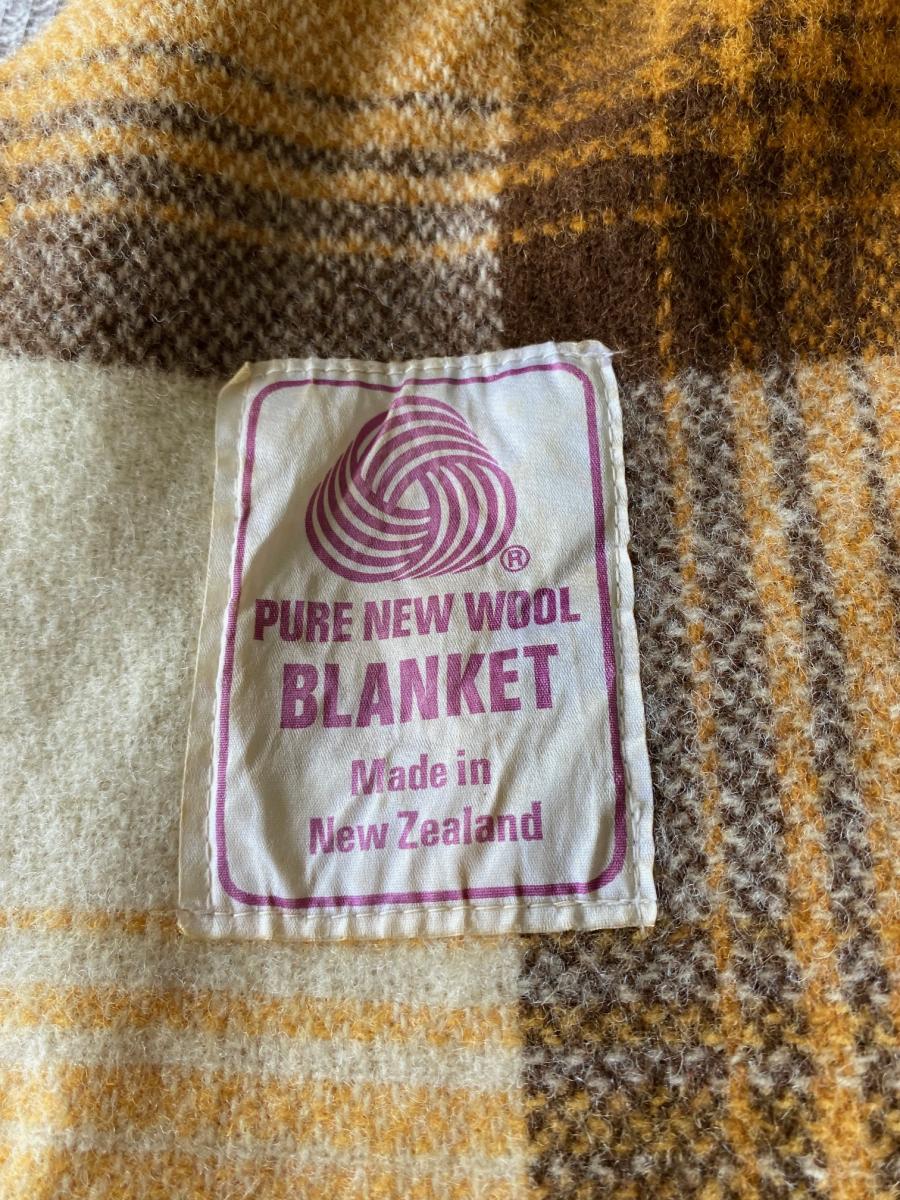 ®
PURE NEW WOOL
BLANKET
Made in
New Zealand